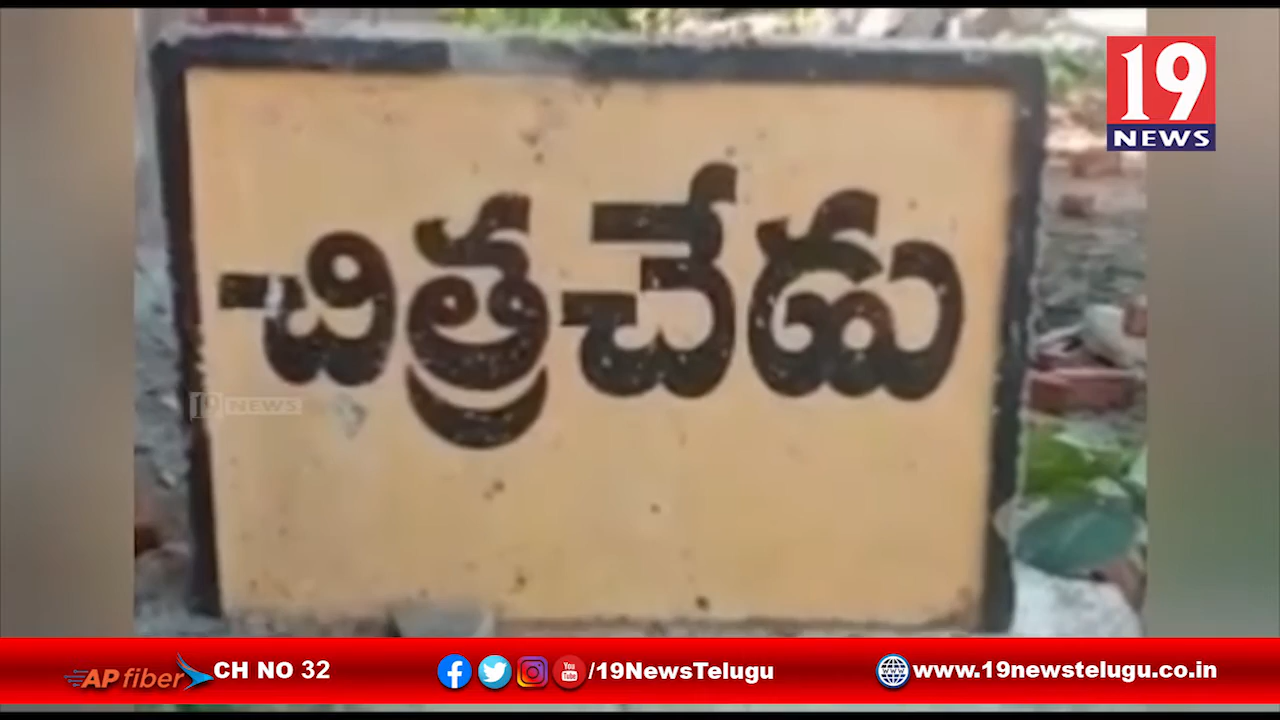 19
NEWS
చిత్రచేడు
19 NEWS
AP fiber CH NO 32 /19NewsTelugu www.19newstelugu.co.in